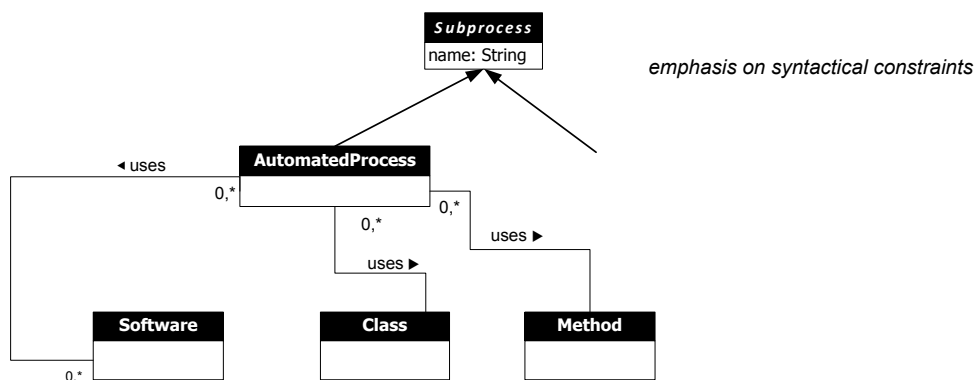 Subprocess
name: String
emphasis on syntactical constraints
AutomatedProcess
◄ uses
0,*
0,*
0,*
uses ►
uses ►
Software
Class
Method
0,*